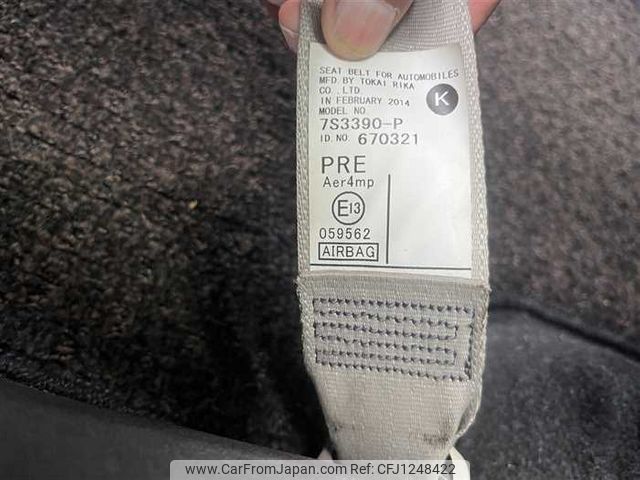 SEAT BELT FOR AUTOMOBILES
MFD. BY TOKAI RIKA
CO., LTD.
IN FEBRUARY 2014
MODEL NO.
K
7S3390-P
ID. NO. 670321
PRE
Aer4mp
E13
059562
AIRBAG
www.CarFromJapan.com - CFJ1248422